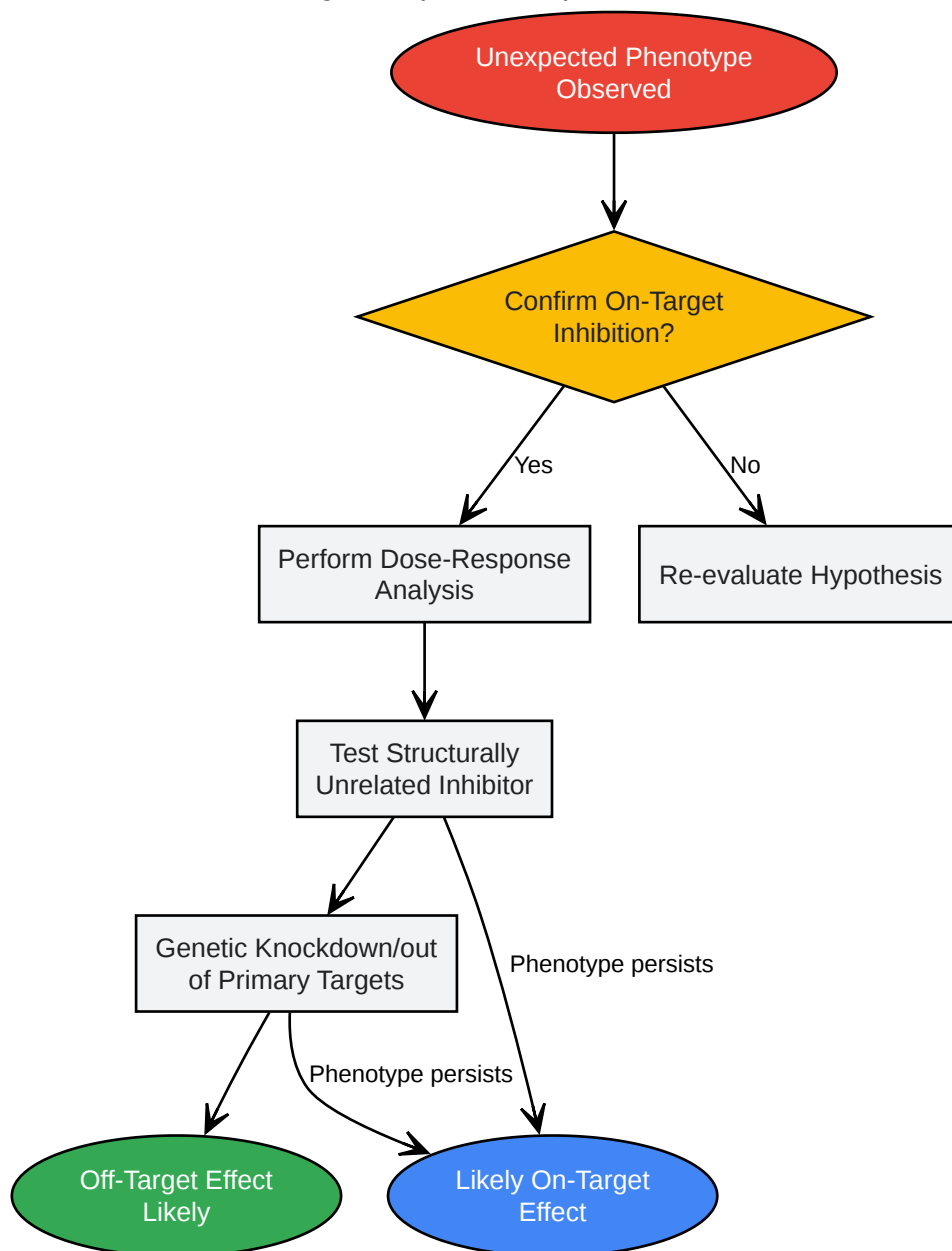 Unexpected Phenotype
Observed
Confirm On-Target
Inhibition?
Yes
No
Perform Dose-Response
Analysis
Re-evaluate Hypothesis
Test Structurally
Unrelated Inhibitor
Genetic Knockdown/out
of Primary Targets
Phenotype persists
Phenotype persists
Off-Target Effect
Likely
Likely On-Target
Effect